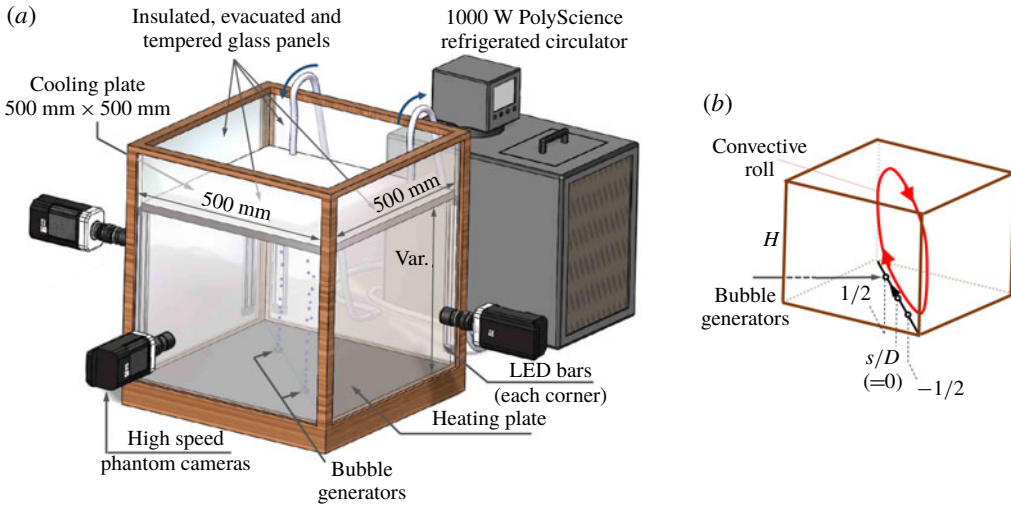 (a)
Insulated, evacuated and
tempered glass panels
1000 W PolyScience
refrigerated circulator
Cooling plate
500 mm × 500 mm
500 mm
500 mm
Var.
LED bars
(each corner)
Heating plate
High speed
phantom cameras
Bubble
generators
(b)
Convective
roll
H
Bubble
generators
1/2
s/D
(=0)
−1/2